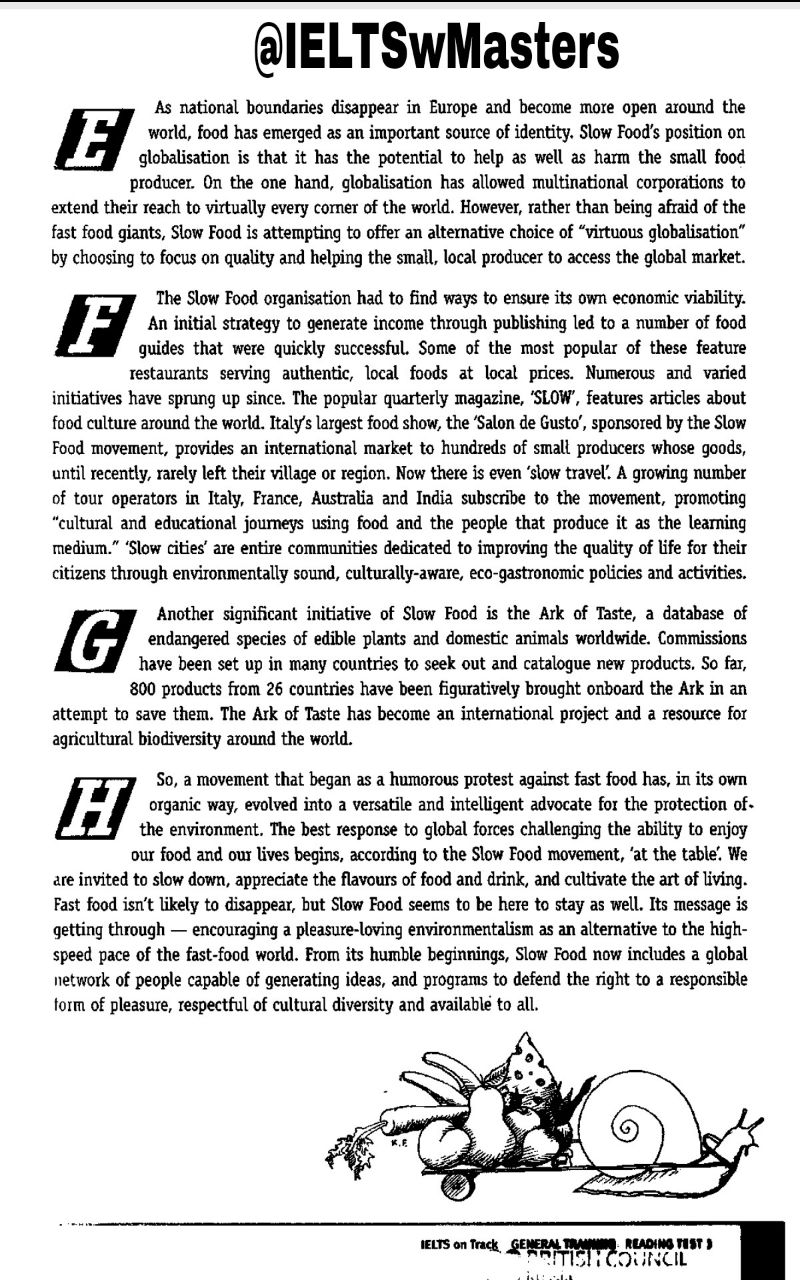 @IELTSwMasters
E As national boundaries disappear in Europe and become more open around the
world, food has emerged as an important source of identity. Slow Food's position on
globalisation is that it has the potential to help as well as harm the small food
producer. On the one hand, globalisation has allowed multinational corporations to
extend their reach to virtually every corner of the world. However, rather than being afraid of the
fast food giants, Slow Food is attempting to offer an alternative choice of "virtuous globalisation"
by choosing to focus on quality and helping the small, local producer to access the global market.
F The Slow Food organisation had to find ways to ensure its own economic viability.
An initial strategy to generate income through publishing led to a number of food
guides that were quickly successful. Some of the most popular of these feature
restaurants serving authentic, local foods at local prices. Numerous and varied
initiatives have sprung up since. The popular quarterly magazine, 'SLOW', features articles about
food culture around the world. Italy's largest food show, the 'Salon de Gusto', sponsored by the Slow
Food movement, provides an international market to hundreds of small producers whose goods,
until recently, rarely left their village or region. Now there is even 'slow travel'. A growing number
of tour operators in Italy, France, Australia and India subscribe to the movement, promoting
"cultural and educational journeys using food and the people that produce it as the learning
medium." 'Slow cities' are entire communities dedicated to improving the quality of life for their
citizens through environmentally sound, culturally-aware, eco-gastronomic policies and activities.
G Another significant initiative of Slow Food is the Ark of Taste, a database of
endangered species of edible plants and domestic animals worldwide. Commissions
have been set up in many countries to seek out and catalogue new products. So far,
800 products from 26 countries have been figuratively brought onboard the Ark in an
attempt to save them. The Ark of Taste has become an international project and a resource for
agricultural biodiversity around the world.
H So, a movement that began as a humorous protest against fast food has, in its own
organic way, evolved into a versatile and intelligent advocate for the protection of
the environment. The best response to global forces challenging the ability to enjoy
our food and our lives begins, according to the Slow Food movement, 'at the table'. We
are invited to slow down, appreciate the flavours of food and drink, and cultivate the art of living.
Fast food isn't likely to disappear, but Slow Food seems to be here to stay as well. Its message is
getting through — encouraging a pleasure-loving environmentalism as an alternative to the high-
speed pace of the fast-food world. From its humble beginnings, Slow Food now includes a global
network of people capable of generating ideas, and programs to defend the right to a responsible
form of pleasure, respectful of cultural diversity and available to all.
K.F.
IELTS on Track GENERAL TRAINING READING TEST 3
BRITISH COUNCIL